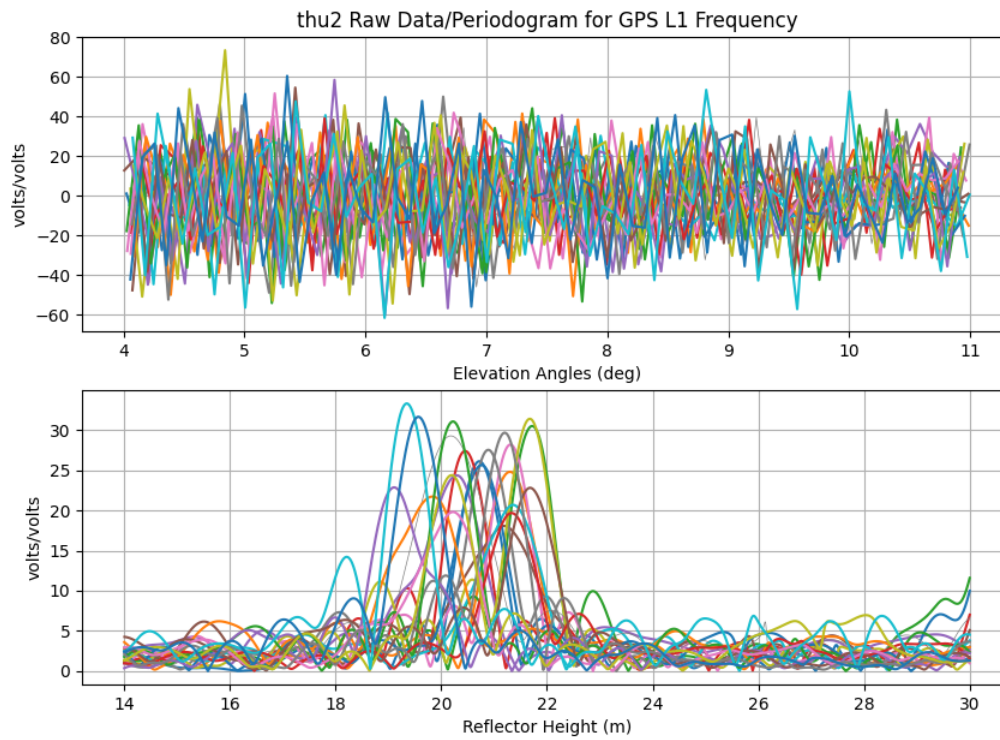 thu2 Raw Data/Periodogram for GPS L1 Frequency
80
60
40
20
0
−20
−40
−60
volts/volts
4 5 6 7 8 9 10 11
Elevation Angles (deg)
30
25
20
15
10
5
0
volts/volts
14 16 18 20 22 24 26 28 30
Reflector Height (m)